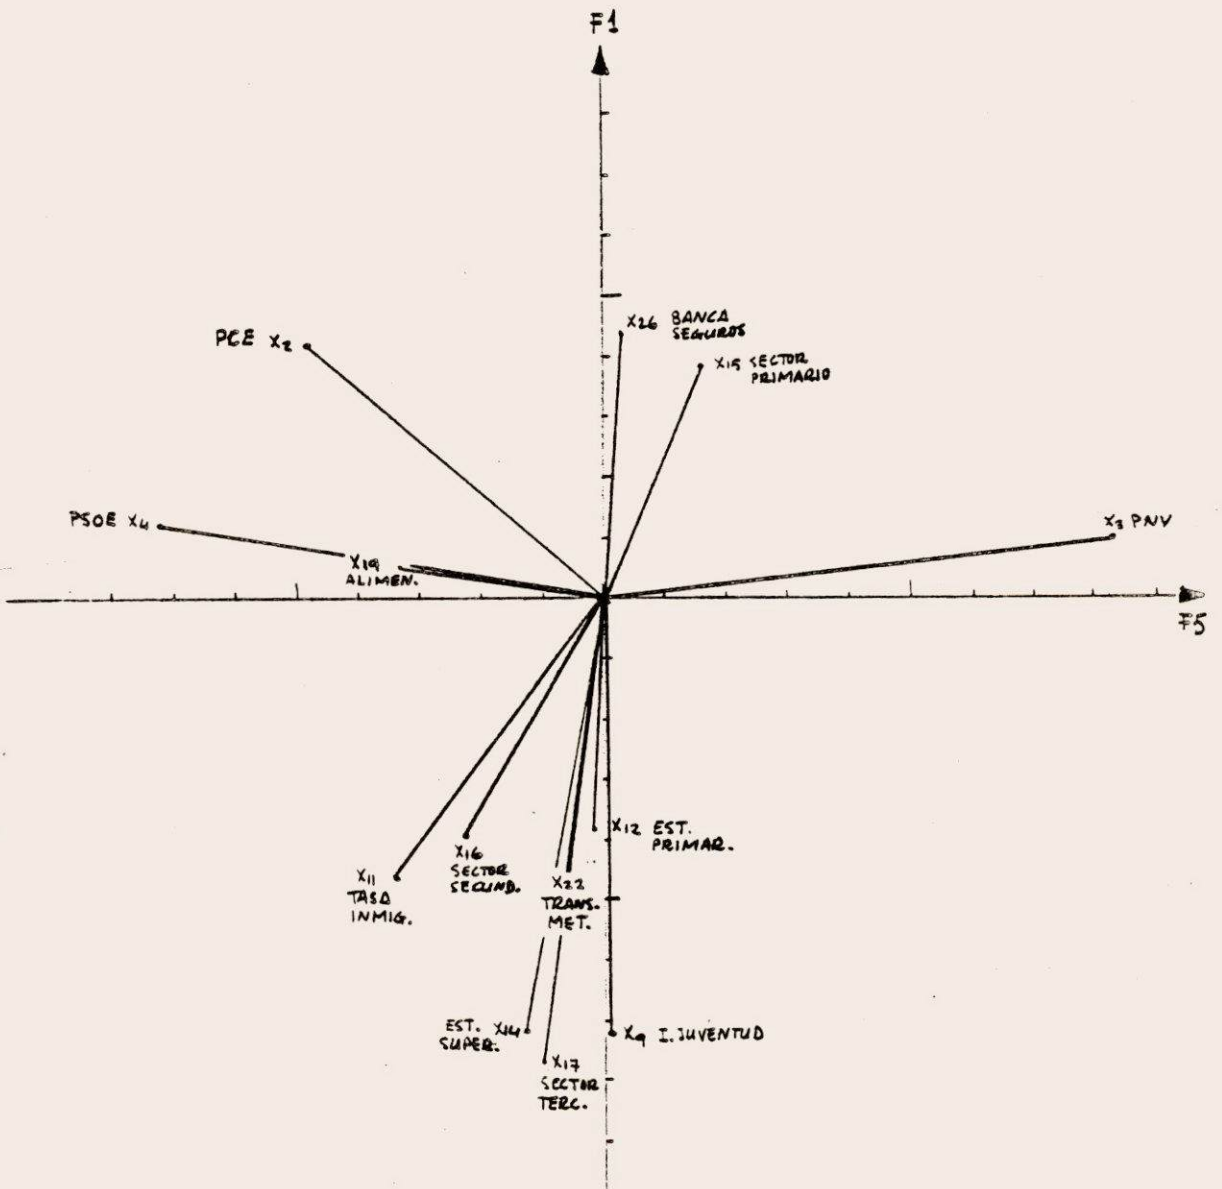 F1
X26 BANCA
SEGUROS
PCE X2
X15 SECTOR
PRIMARIO
PSOE X4
X3 PNV
X19
ALIMEN.
F5
X12 EST.
PRIMAR.
X16
SECTOR
SECUND.
X11
TASA
INMIG.
X22
TRANS.
MET.
EST. X14
SUPER.
X9 I. JUVENTUD
X17
SECTOR
TERC.